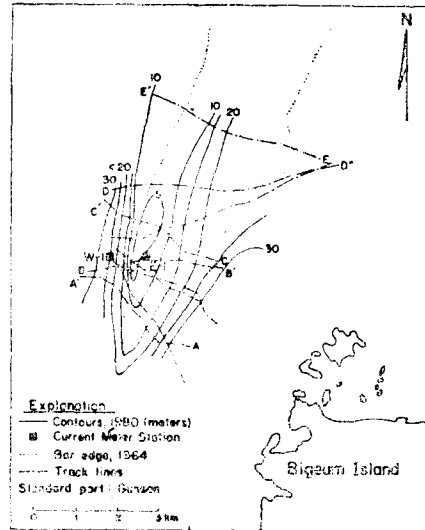 N
10
E'
10
20
<20
30
D
C'
5
E
D"
30
W
C
B'
B
A'
A
Explanation
Contours, 1980 (meters)
Current Meter Station
Bar edge, 1964
Track lines
Standard port : Gunsan
0 1 2 3 km
Bigeum Island